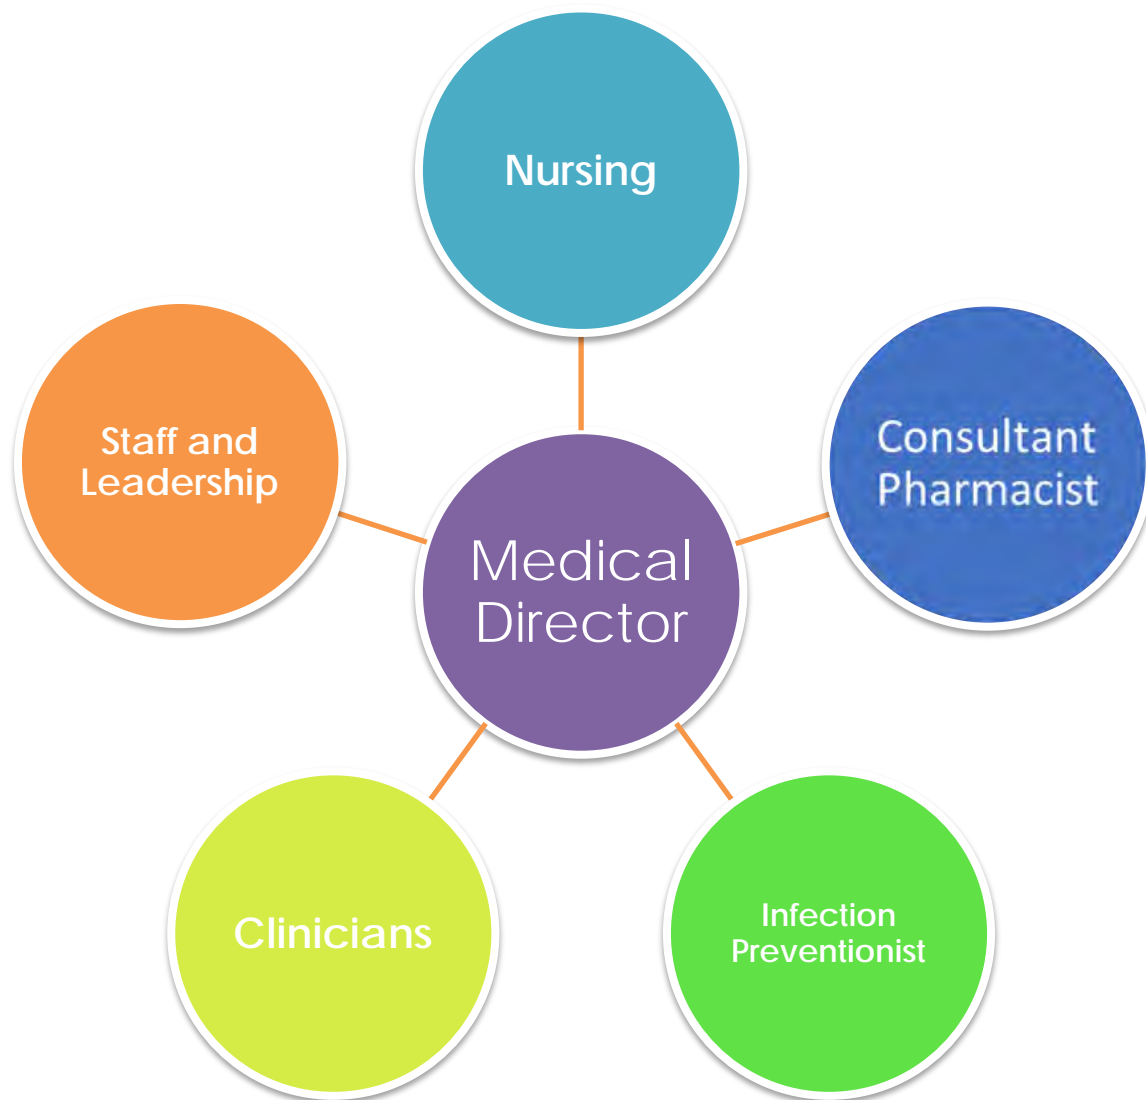 Nursing
Staff and
Leadership
Consultant
Pharmacist
Medical
Director
Clinicians
Infection
Preventionist